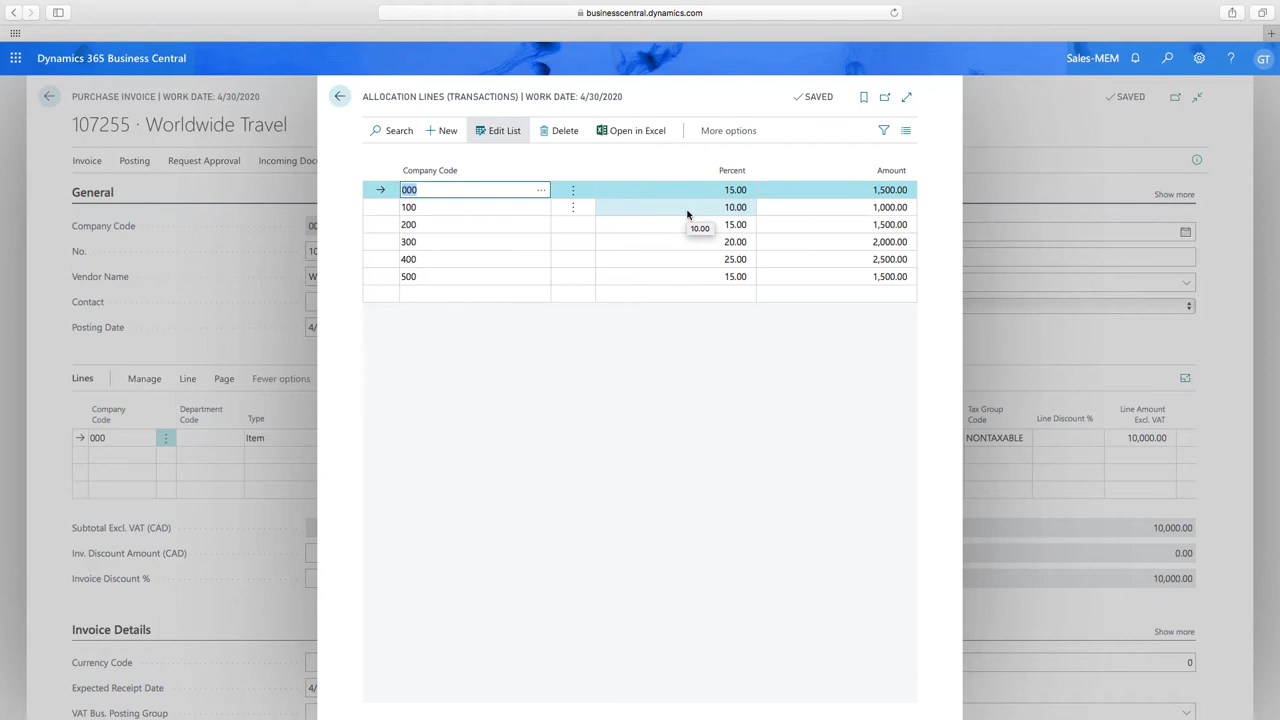 businesscentral.dynamics.com
Dynamics 365 Business Central
Sales-MEM
GT
PURCHASE INVOICE | WORK DATE: 4/30/2020
SAVED
107255 · Worldwide Travel
Invoice
Posting
Request Approval
Incoming Doc
General
Show more
Company Code
00
No.
10
Vendor Name
W
Contact
Posting Date
4/
Lines
Manage
Line
Page
Fewer options
Company Code
Department Code
Type
Tax Group Code
Line Discount %
Line Amount Excl. VAT
000
Item
NONTAXABLE
10,000.00
Subtotal Excl. VAT (CAD)
10,000.00
Inv. Discount Amount (CAD)
0.00
Invoice Discount %
10,000.00
Invoice Details
Show more
Currency Code
0
Expected Receipt Date
4/
VAT Bus. Posting Group
ALLOCATION LINES (TRANSACTIONS) | WORK DATE: 4/30/2020
SAVED
Search
New
Edit List
Delete
Open in Excel
More options
Company Code Percent Amount
000 15.00 1,500.00
100 10.00 1,000.00
200 15.00 1,500.00
300 20.00 2,000.00
400 25.00 2,500.00
500 15.00 1,500.00
10.00